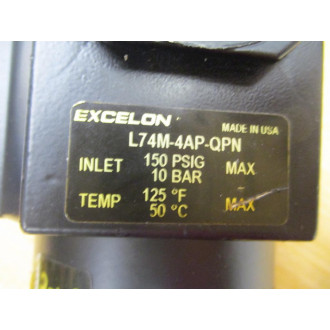 EXCELON
MADE IN USA
L74M-4AP-QPN
INLET 150 PSIG MAX
10 BAR
TEMP 125 °F MAX
50 °C